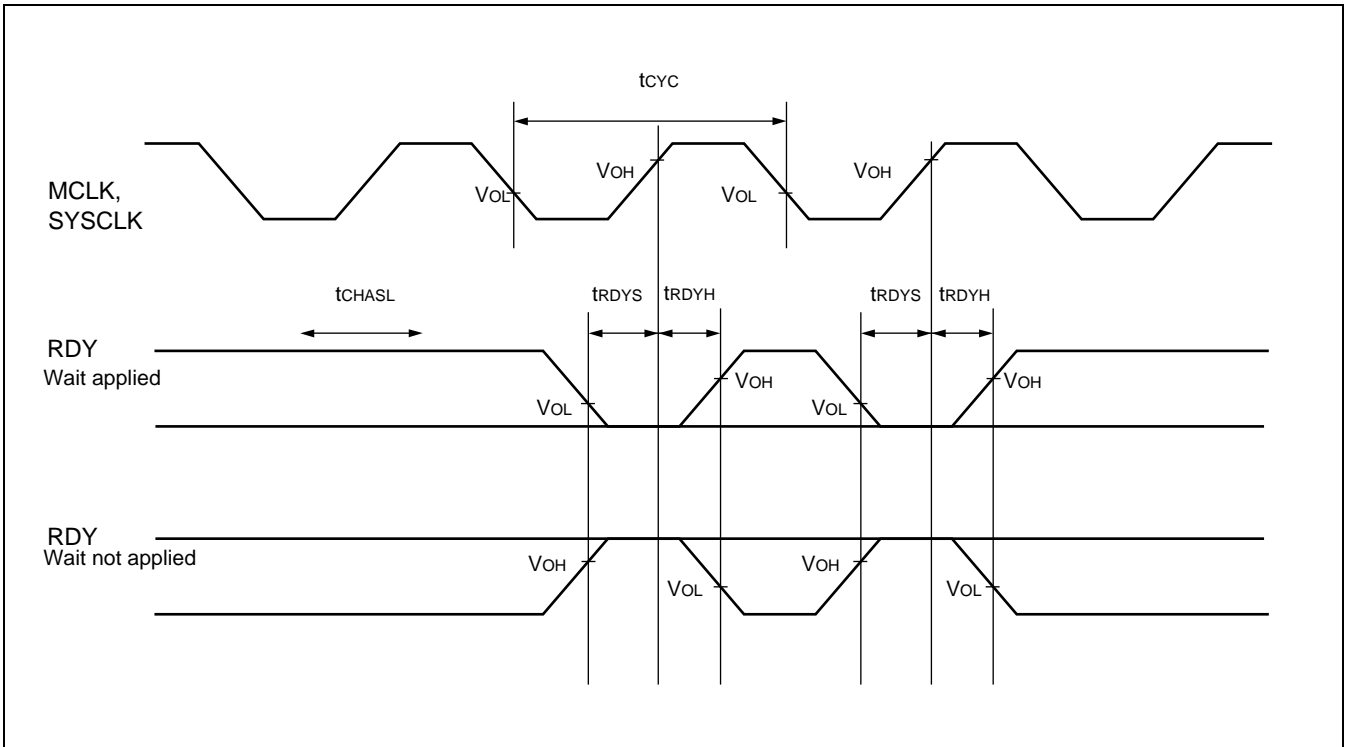 tCYC
VOH
VOH
MCLK,
SYSCLK
VOL
VOL
tCHASL
tRDYS
tRDYH
tRDYS
tRDYH
RDY
Wait applied
VOH
VOH
VOL
VOL
RDY
Wait not applied
VOH
VOH
VOL
VOL